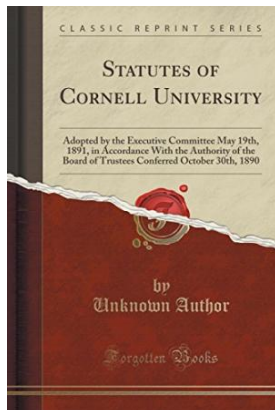 CLASSIC REPRINT SERIES
STATUTES OF
CORNELL UNIVERSITY
Adopted by the Executive Committee May 19th,
1891, in Accordance With the Authority of the
Board of Trustees Conferred October 30th, 1890
by
Unknown Author
Forgotten Books